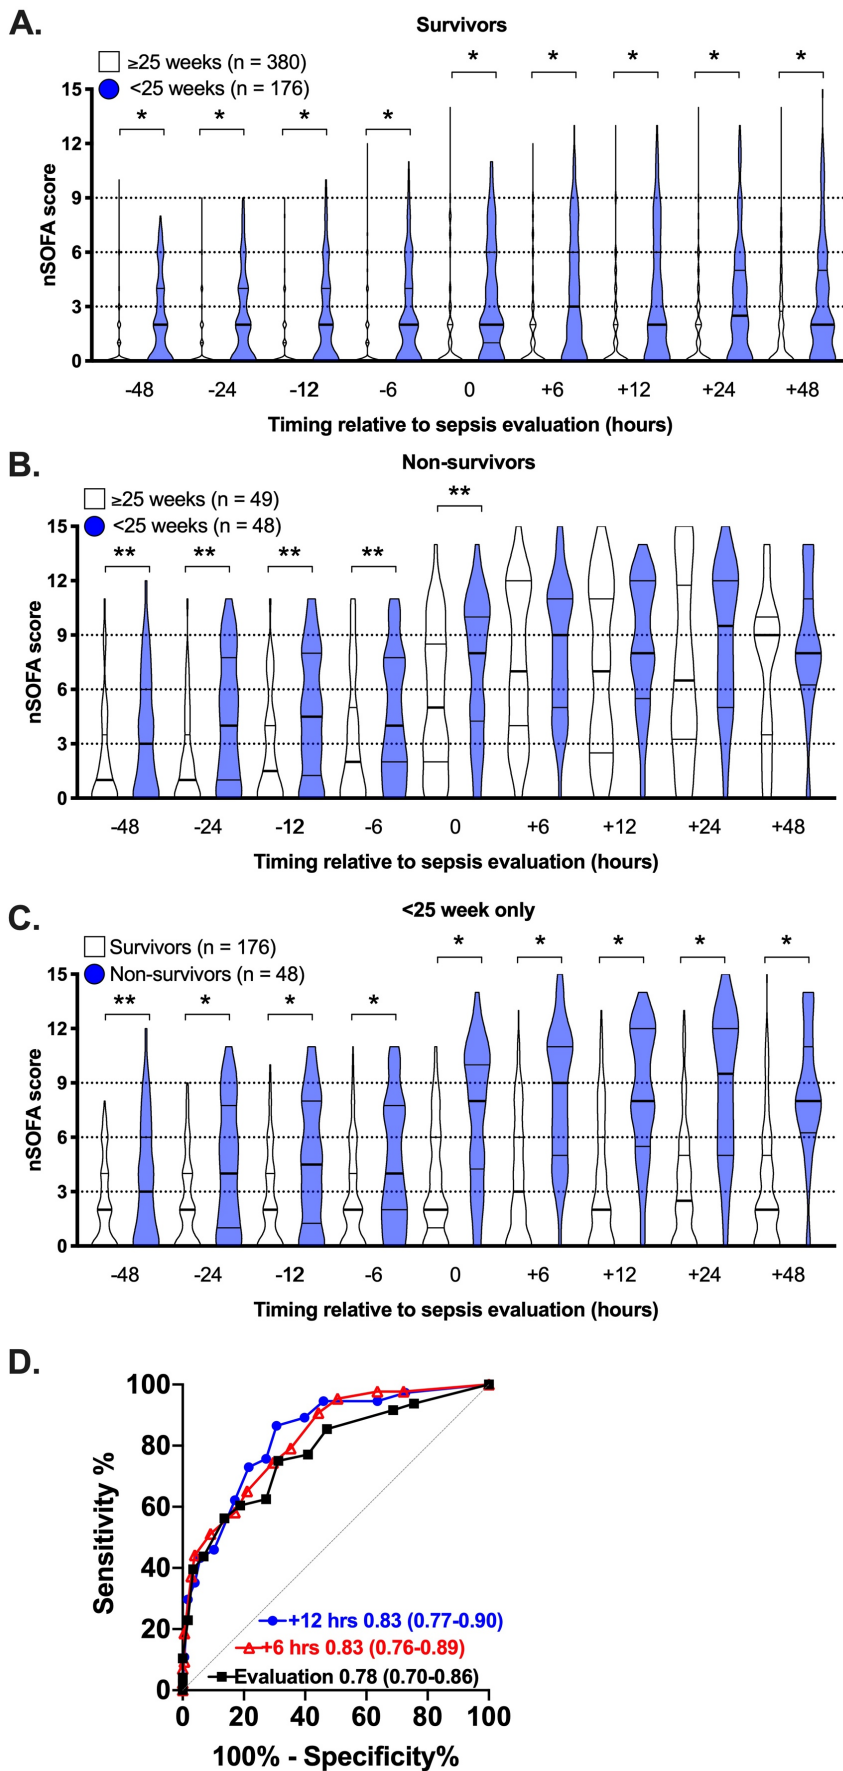 A.
Survivors
≥25 weeks (n = 380)
<25 weeks (n = 176)
* * * * * * * * *
15
12
9
6
3
0
nSOFA score
-48 -24 -12 -6 0 +6 +12 +24 +48
Timing relative to sepsis evaluation (hours)
B.
Non-survivors
≥25 weeks (n = 49)
<25 weeks (n = 48)
** ** ** ** **
15
12
9
6
3
0
nSOFA score
-48 -24 -12 -6 0 +6 +12 +24 +48
Timing relative to sepsis evaluation (hours)
C.
<25 week only
Survivors (n = 176)
Non-survivors (n = 48)
** * * * * * * * *
15
12
9
6
3
0
nSOFA score
-48 -24 -12 -6 0 +6 +12 +24 +48
Timing relative to sepsis evaluation (hours)
D.
100
80
60
40
20
0
Sensitivity %
+12 hrs 0.83 (0.77-0.90)
+6 hrs 0.83 (0.76-0.89)
Evaluation 0.78 (0.70-0.86)
0 20 40 60 80 100
100% - Specificity%